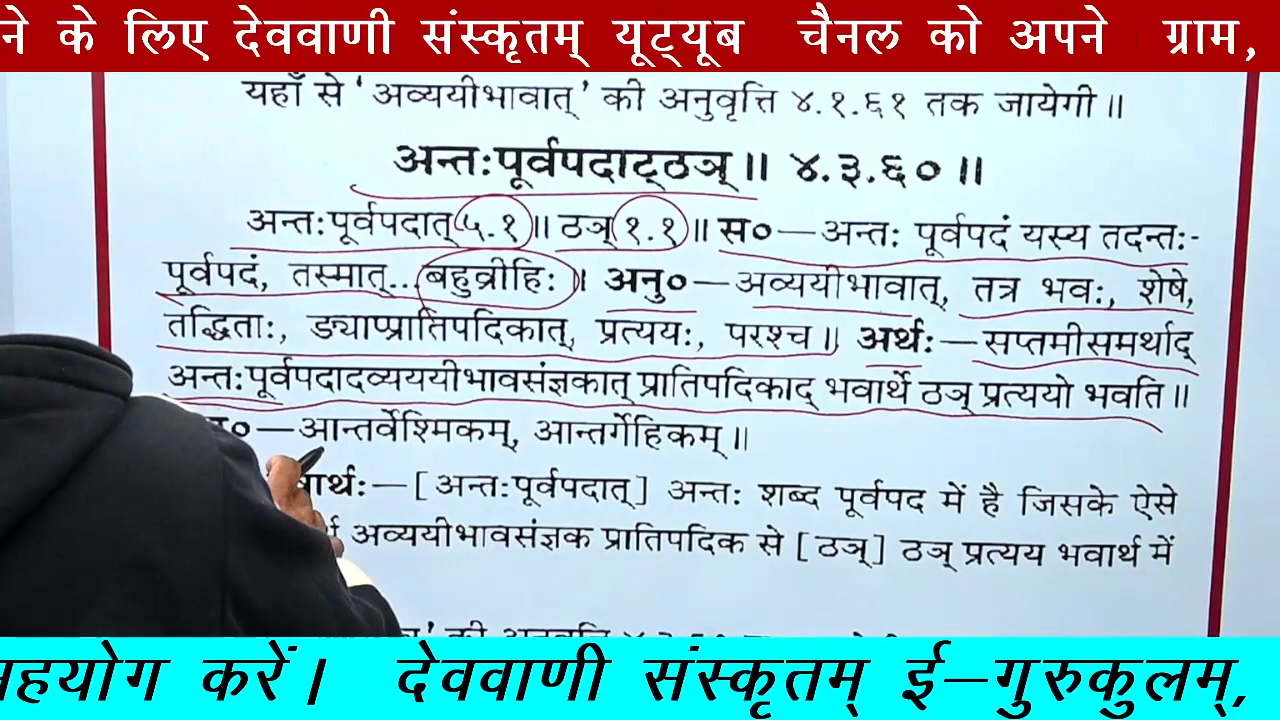 ने के लिए देववाणी संस्कृतम् यूट्यूब चैनल को अपने ग्राम,
यहाँ से 'अव्ययीभावात्' की अनुवृत्ति ४.१.६१ तक जायेगी॥
अन्तःपूर्वपदाट्ठञ्॥ ४.३.६०॥
अन्तःपूर्वपदात् ५.१॥ ठञ् १.१॥ स०—अन्तः पूर्वपदं यस्य तदन्तः-
पूर्वपदं, तस्मात्...बहुव्रीहिः। अनु०—अव्ययीभावात्, तत्र भवः, शेषे,
तद्धिताः, ङ्याप्प्रातिपदिकात्, प्रत्ययः, परश्च॥ अर्थः—सप्तमीसमर्थाद्
अन्तःपूर्वपदादव्यययीभावसंज्ञकात् प्रातिपदिकाद् भवार्थे ठञ् प्रत्ययो भवति॥
०—आन्तर्वेश्मिकम्, आन्तर्गेहिकम्॥
र्थः—[अन्तःपूर्वपदात्] अन्तः शब्द पूर्वपद में है जिसके ऐसे
अव्ययीभावसंज्ञक प्रातिपदिक से [ठञ्] ठञ् प्रत्यय भवार्थ में
सहयोग करें। देववाणी संस्कृतम् ई—गुरुकुलम्,